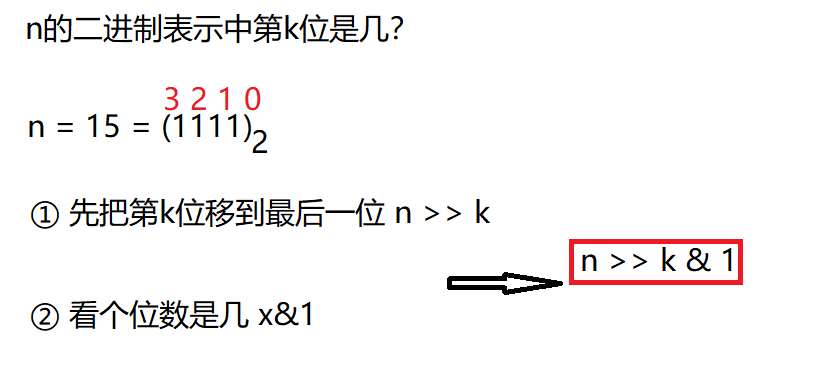 n的二进制表示中第k位是几?
3 2 1 0
n = 15 = (1111)2
① 先把第k位移到最后一位 n >> k
n >> k & 1
② 看个位数是几 x&1